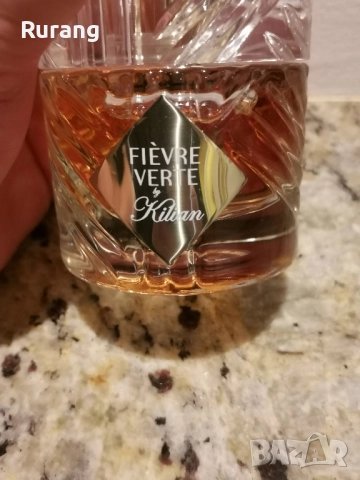 Rurang
FIÈVRE
VERTE
by
Kilian
BAZAR